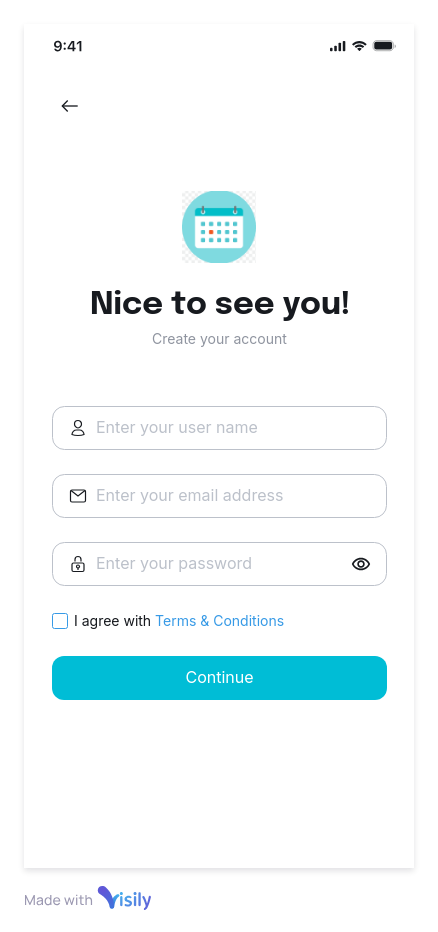 9:41
Nice to see you!
Create your account
Enter your user name
Enter your email address
Enter your password
I agree with Terms & Conditions
Continue
Made with Visily